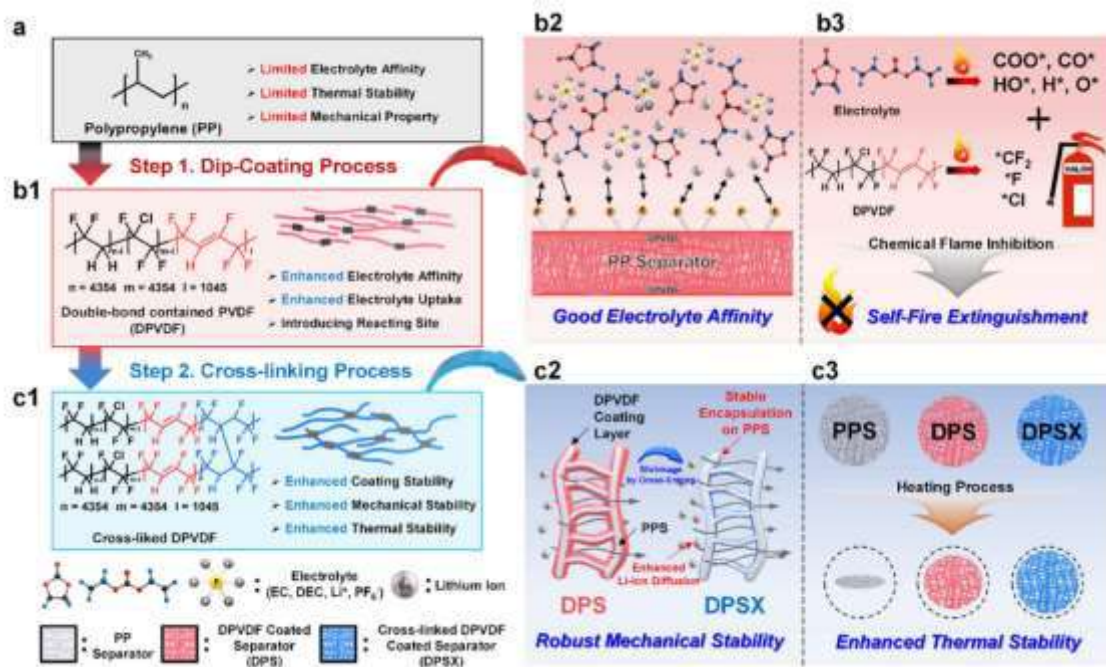 a
CH₃
n
Polypropylene (PP)
➢ Limited Electrolyte Affinity
➢ Limited Thermal Stability
➢ Limited Mechanical Property
Step 1. Dip-Coating Process
b1
F F F Cl F F
H H F F H F F
n = 4354 m = 4354 l = 1045
Double-bond contained PVDF
(DPVDF)
➢ Enhanced Electrolyte Affinity
➢ Enhanced Electrolyte Uptake
➢ Introducing Reacting Site
Step 2. Cross-linking Process
c1
n = 4354 m = 4354 l = 1045
Cross-liked DPVDF
➢ Enhanced Coating Stability
➢ Enhanced Mechanical Stability
➢ Enhanced Thermal Stability
: Electrolyte
(EC, DEC, Li⁺, PF₆⁻)
: Lithium ion
: PP
Separator
: DPVDF Coated
Separator
(DPS)
: Cross-linked DPVDF
Coated Separator
(DPSX)
b2
PP Separator
Good Electrolyte Affinity
b3
Electrolyte
COO*, CO*
HO*, H*, O*
+
DPVDF
*CF₂
*F
*Cl
HALON
Chemical Flame Inhibition
Self-Fire Extinguishment
c2
DPVDF
Coating
Layer
Stable
Encapsulation
on PPS
Shrinkage
by Cross-linking
PPS
Enhanced
Li-ion Diffusion
DPS
DPSX
Robust Mechanical Stability
c3
PPS
DPS
DPSX
Heating Process
Enhanced Thermal Stability